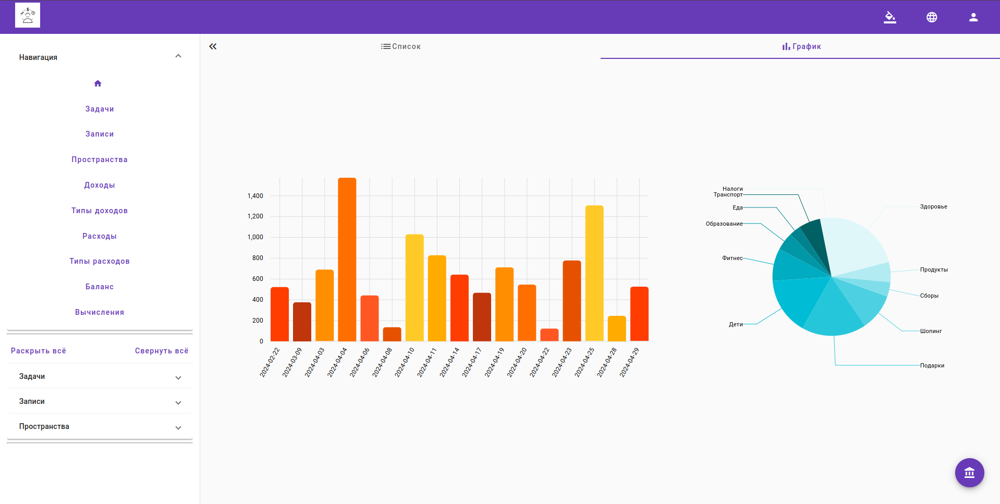 Список
График
Навигация
Задачи
Записи
Пространства
Доходы
Типы доходов
Расходы
Типы расходов
Баланс
Вычисления
Раскрыть всё
Свернуть всё
Задачи
Записи
Пространства
1,400
1,200
1,000
800
600
400
200
0
2024-02-22
2024-03-09
2024-04-03
2024-04-04
2024-04-06
2024-04-08
2024-04-10
2024-04-11
2024-04-14
2024-04-17
2024-04-19
2024-04-20
2024-04-22
2024-04-23
2024-04-25
2024-04-28
2024-04-29
Налоги
Транспорт
Еда
Образование
Фитнес
Дети
Здоровье
Продукты
Сборы
Шопинг
Подарки